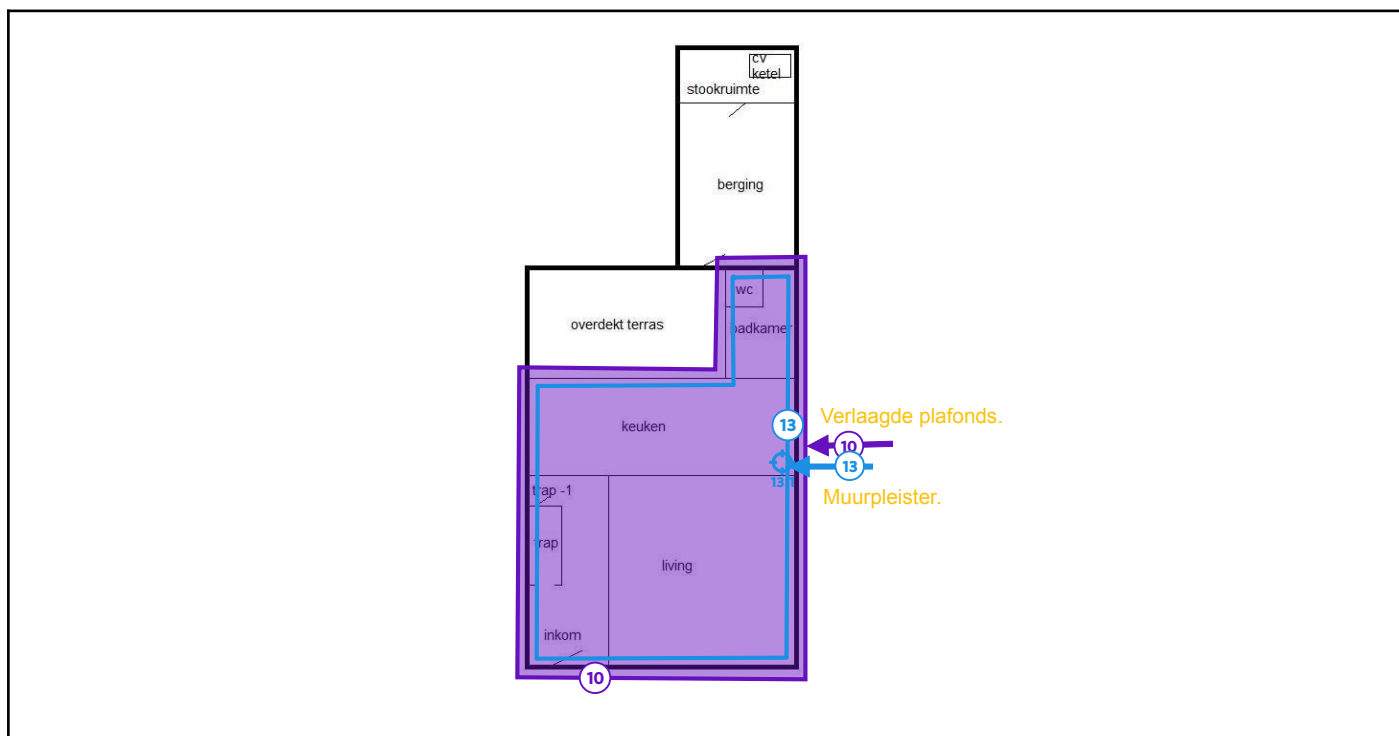 cv
ketel
stookruimte
berging
wc
overdekt terras
badkamer
13
Verlaagde plafonds.
keuken
10
13
13.1
trap -1
Muurpleister.
trap
living
inkom
10